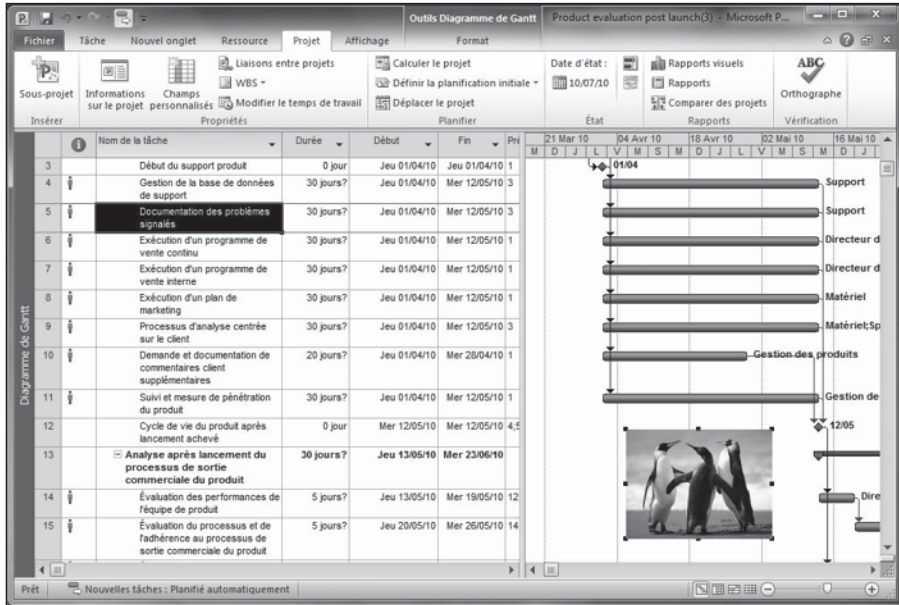 Outils Diagramme de Gantt Product evaluation post launch(3) - Microsoft P...
Fichier Tâche Nouvel onglet Ressource Projet Affichage Format
Sous-projet
Informations sur le projet
Champs personnalisés
Liaisons entre projets
WBS
Modifier le temps de travail
Calculer le projet
Définir la planification initiale
Déplacer le projet
Date d'état :
10/07/10
Rapports visuels
Rapports
Comparer des projets
ABC
Orthographe
Insérer Propriétés Planifier État Rapports Vérification
Nom de la tâche Durée Début Fin Pré 21 Mar 10 04 Avr 10 18 Avr 10 02 Mai 10 16 Mai 10
M D J L V M S M D J L V M S M D J
3 Début du support produit 0 jour Jeu 01/04/10 Jeu 01/04/10 1 01/04
4 Gestion de la base de données 30 jours? Jeu 01/04/10 Mer 12/05/10 3 Support
de support
5 Documentation des problèmes 30 jours? Jeu 01/04/10 Mer 12/05/10 3 Support
signalés
6 Exécution d'un programme de 30 jours? Jeu 01/04/10 Mer 12/05/10 1 Directeur d
vente continu
7 Exécution d'un programme de 30 jours? Jeu 01/04/10 Mer 12/05/10 1 Directeur d
vente interne
8 Exécution d'un plan de 30 jours? Jeu 01/04/10 Mer 12/05/10 1 Matériel
marketing
9 Processus d'analyse centrée 30 jours? Jeu 01/04/10 Mer 12/05/10 3 Matériel;Sp
sur le client
10 Demande et documentation de 20 jours? Jeu 01/04/10 Mer 28/04/10 1 Gestion des produits
commentaires client
supplémentaires
11 Suivi et mesure de pénétration 30 jours? Jeu 01/04/10 Mer 12/05/10 1 Gestion de
du produit
12 Cycle de vie du produit après 0 jour Mer 12/05/10 Mer 12/05/10 4;5 12/05
lancement achevé
13 Analyse après lancement du 30 jours? Jeu 13/05/10 Mer 23/06/10
processus de sortie
commerciale du produit
14 Évaluation des performances de 5 jours? Jeu 13/05/10 Mer 19/05/10 12 Dire
l'équipe de produit
15 Évaluation du processus et de 5 jours? Jeu 20/05/10 Mer 26/05/10 14
l'adhérence au processus de
sortie commerciale du produit
Diagramme de Gantt
Prêt Nouvelles tâches : Planifié automatiquement